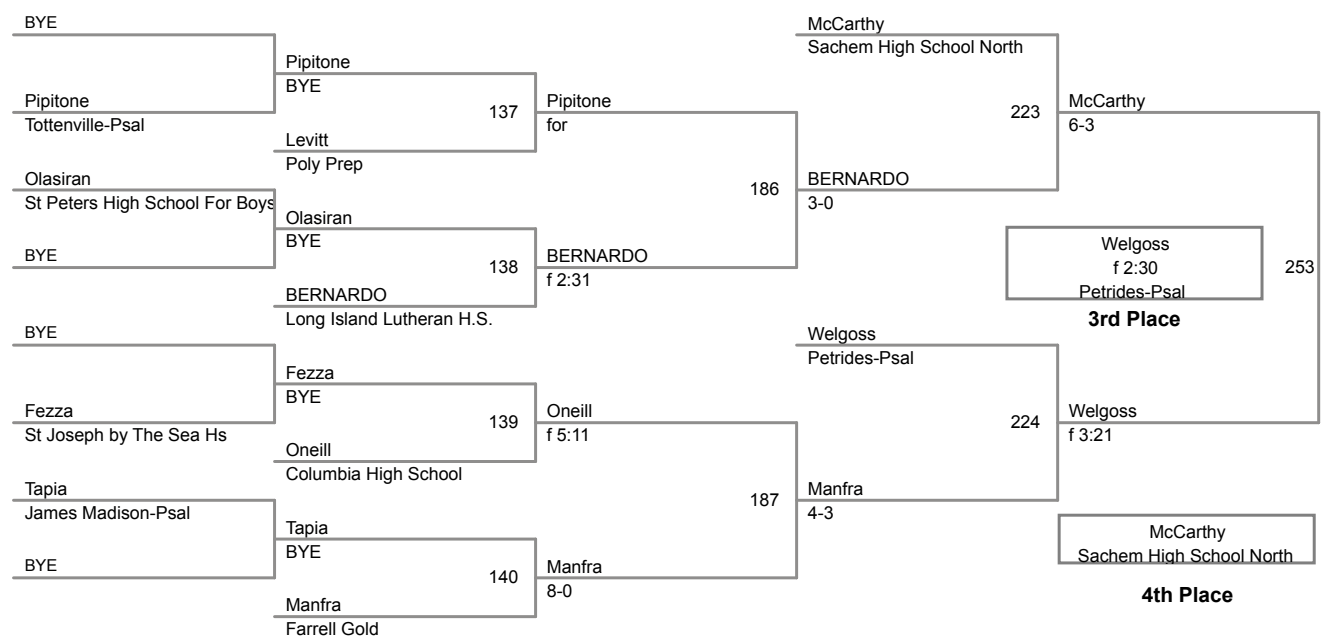 BYE
Pipitone
Tottenville-Psal
Olasiran
St Peters High School For Boys
BYE
BYE
Fezza
St Joseph by The Sea Hs
Tapia
James Madison-Psal
BYE
Pipitone
BYE
137
Levitt
Poly Prep
Olasiran
BYE
138
BERNARDO
Long Island Lutheran H.S.
Fezza
BYE
139
Oneill
Columbia High School
Tapia
BYE
140
Manfra
Farrell Gold
Pipitone
for
186
BERNARDO
f 2:31
Oneill
f 5:11
187
Manfra
8-0
McCarthy
Sachem High School North
223
BERNARDO
3-0
Welgoss
Petrides-Psal
224
Manfra
4-3
McCarthy
6-3
253
Welgoss
f 3:21
Welgoss
f 2:30
Petrides-Psal
3rd Place
McCarthy
Sachem High School North
4th Place